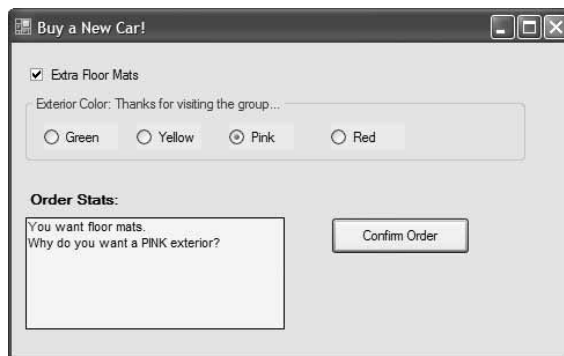 Buy a New Car!
Extra Floor Mats
Exterior Color: Thanks for visiting the group...
Green Yellow Pink Red
Order Stats:
You want floor mats.
Why do you want a PINK exterior?
Confirm Order